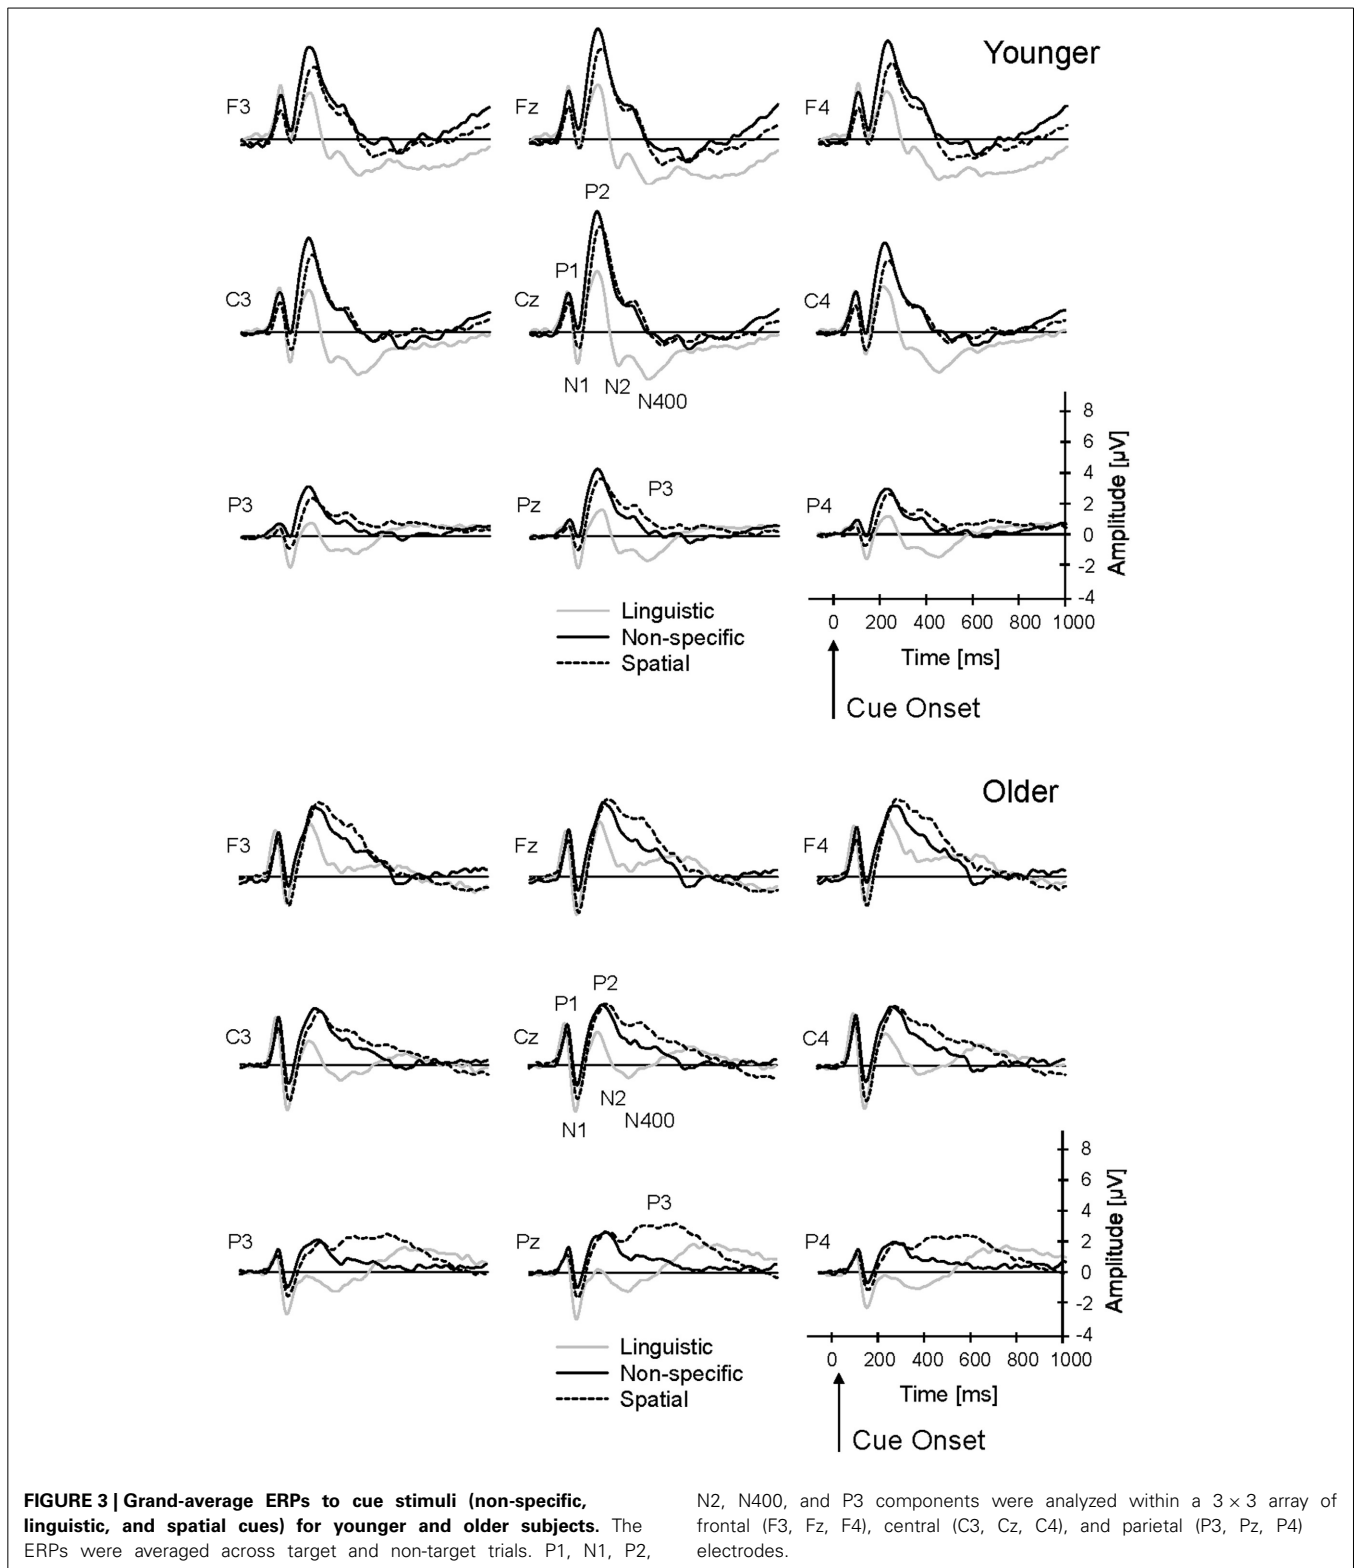 Younger
F3
Fz
F4
P2
P1
C3
Cz
C4
N1
N2
N400
8
6
4
2
0
-2
-4
Amplitude [µV]
P3
Pz
P3
P4
Linguistic
Non-specific
Spatial
0 200 400 600 800 1000
Time [ms]
Cue Onset
Older
F3
Fz
F4
P2
P1
C3
Cz
C4
N2
N400
N1
8
6
4
2
0
-2
-4
Amplitude [µV]
P3
P3
Pz
P4
Linguistic
Non-specific
Spatial
0 200 400 600 800 1000
Time [ms]
Cue Onset
FIGURE 3 | Grand-average ERPs to cue stimuli (non-specific,
linguistic, and spatial cues) for younger and older subjects. The
ERPs were averaged across target and non-target trials. P1, N1, P2,
N2, N400, and P3 components were analyzed within a 3 × 3 array of
frontal (F3, Fz, F4), central (C3, Cz, C4), and parietal (P3, Pz, P4)
electrodes.